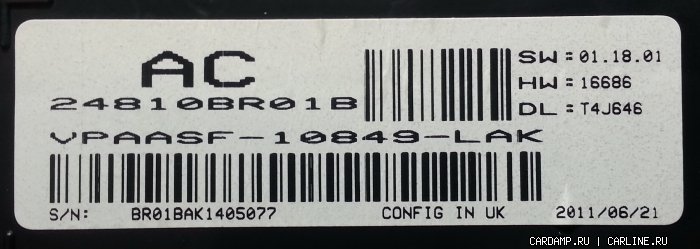 AC
24810BR01B
VPAASF-10849-LAK
SW = 01.18.01
HW = 16686
DL = T4J646
S/N: BR01BAK1405077 CONFIG IN UK 2011/06/21
CARDAMP.RU | CARLINE.RU